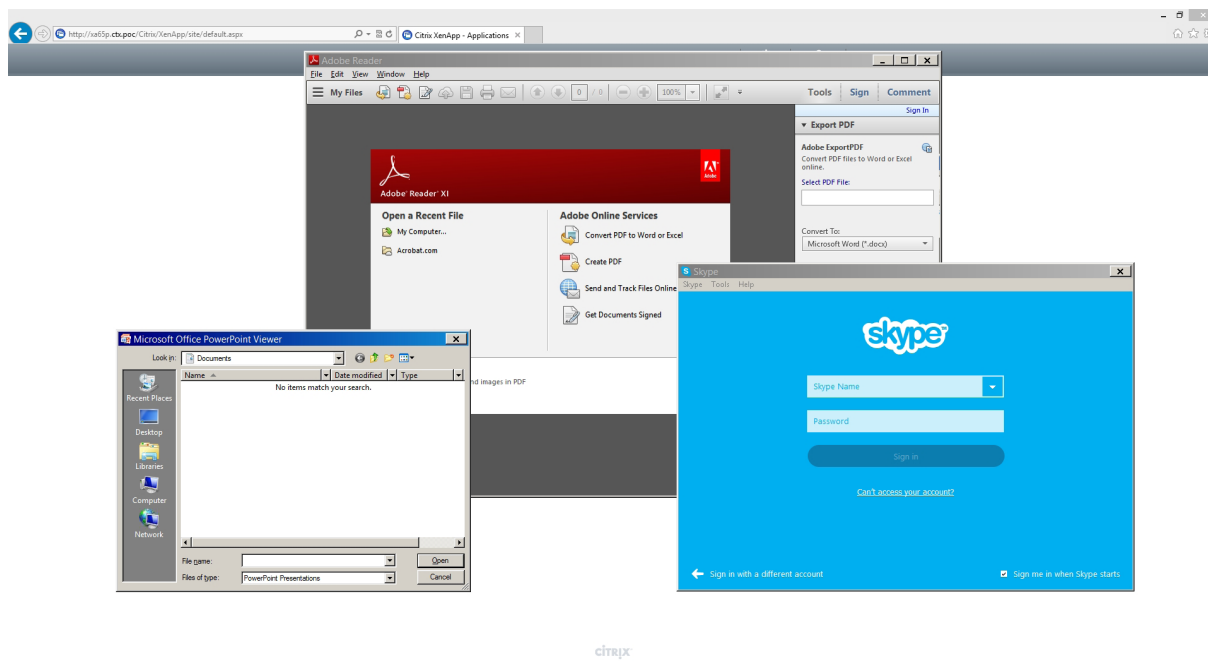 http://xa65p.ctx.poc/Citrix/XenApp/site/default.aspx
Citrix XenApp - Applications
Adobe Reader
File Edit View Window Help
My Files
0 / 0
100%
Tools Sign Comment
Sign In
Export PDF
Adobe ExportPDF
Convert PDF files to Word or Excel
online.
Select PDF File:
Convert To:
Microsoft Word (*.docx)
Adobe
Adobe® Reader® XI
Open a Recent File
My Computer...
Acrobat.com
Adobe Online Services
Convert PDF to Word or Excel
Create PDF
Send and Track Files Online
Get Documents Signed
nd images in PDF
Microsoft Office PowerPoint Viewer
Look in: Documents
Name Date modified Type
No items match your search.
Recent Places
Desktop
Libraries
Computer
Network
File name:
Open
Files of type: PowerPoint Presentations
Cancel
Skype
Skype Tools Help
skype
Skype Name
Password
Sign in
Can't access your account?
Sign in with a different account
Sign me in when Skype starts
CITRIX